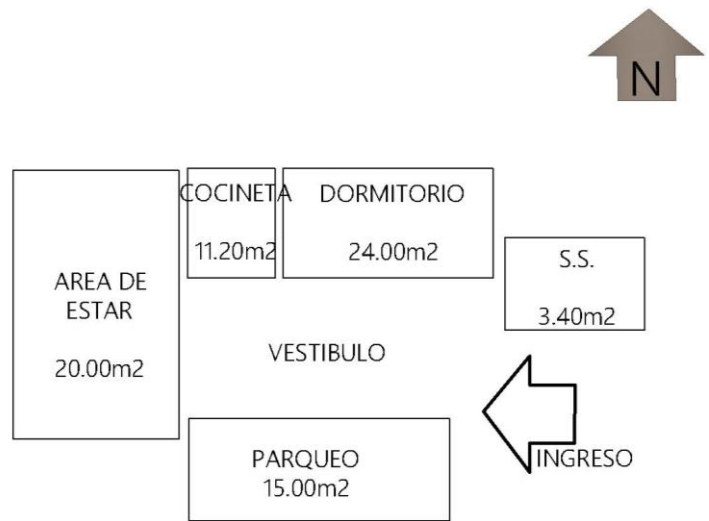 N
COCINETA
11.20m2
DORMITORIO
24.00m2
S.S.
3.40m2
AREA DE
ESTAR
20.00m2
VESTIBULO
PARQUEO
15.00m2
INGRESO